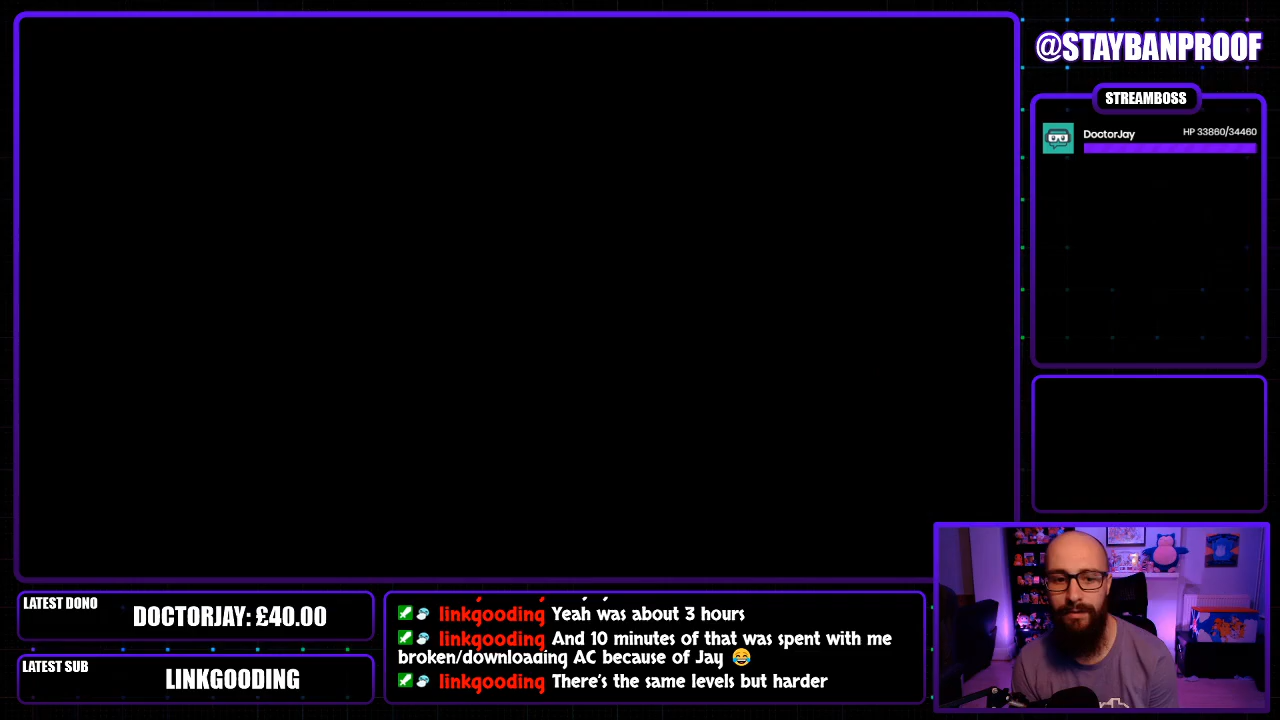 @STAYBANPROOF
STREAMBOSS
DoctorJay
HP 33860/34460
LATEST DONO
DOCTORJAY: £40.00
LATEST SUB
LINKGOODING
linkgooding Yeah was about 3 hours
linkgooding And 10 minutes of that was spent with me
broken/downloading AC because of Jay 😂
linkgooding There's the same levels but harder